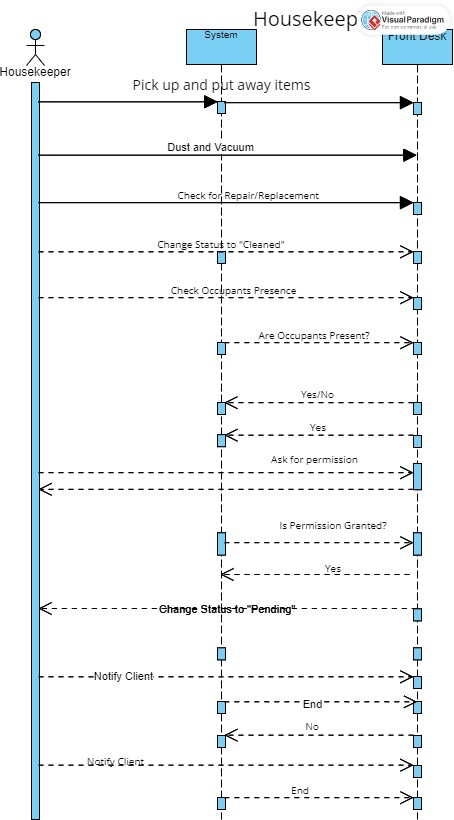 Housekeep
Made with
Visual Paradigm
For non-commercial use
System
Front Desk
Housekeeper
Pick up and put away items
Dust and Vacuum
Check for Repair/Replacement
Change Status to "Cleaned"
Check Occupants Presence
Are Occupants Present?
Yes/No
Yes
Ask for permission
Is Permission Granted?
Yes
Change Status to "Pending"
Notify Client
End
No
Notify Client
End